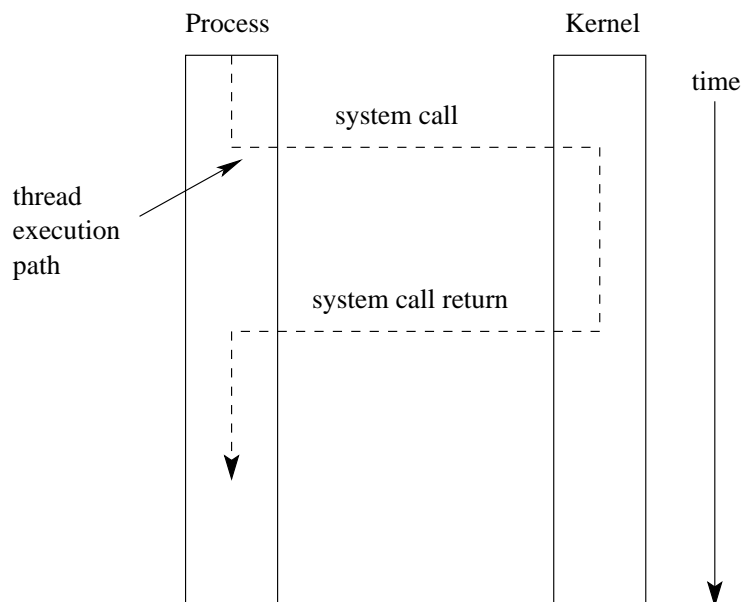 Process
Kernel
time
system call
thread
execution
path
system call return